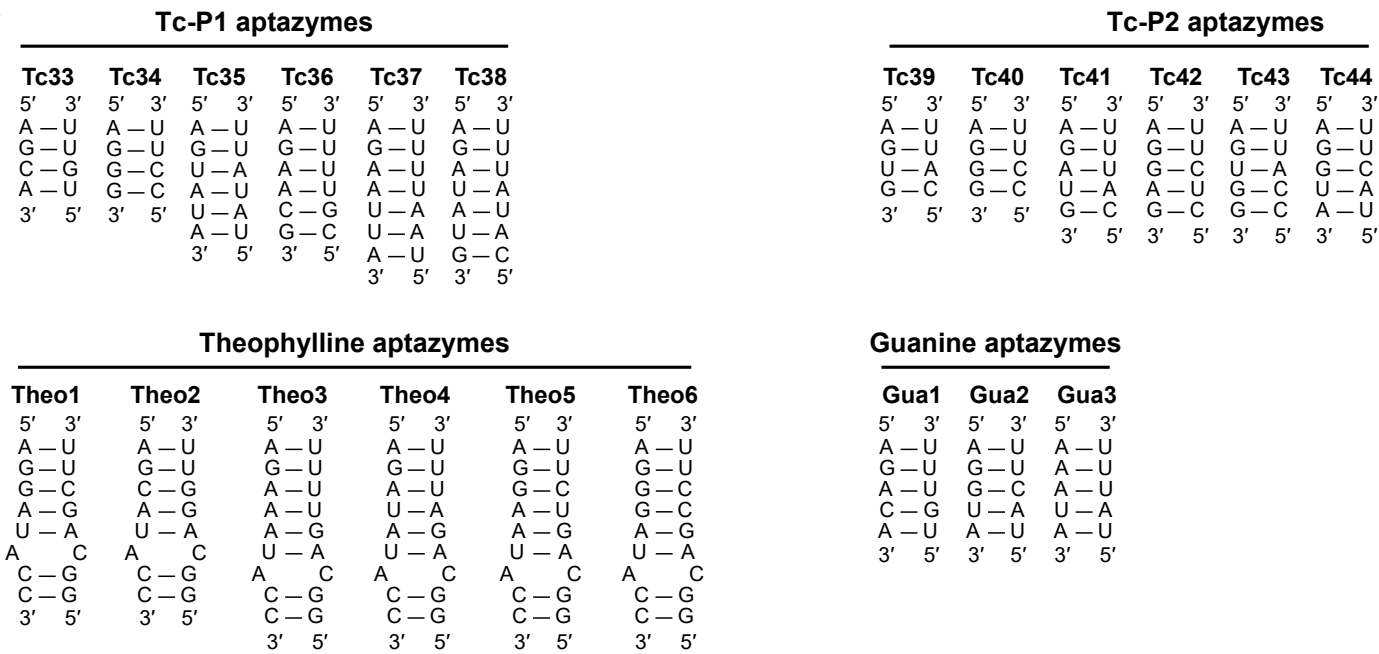 Tc-P1 aptazymes
Tc33 Tc34 Tc35 Tc36 Tc37 Tc38
5′ 3′ 5′ 3′ 5′ 3′ 5′ 3′ 5′ 3′ 5′ 3′
A — U A — U A — U A — U A — U A — U
G — U G — U G — U G — U G — U G — U
C — G G — C U — A A — U A — U A — U
A — U G — C A — U A — U A — U U — A
3′ 5′ 3′ 5′ U — A C — G U — A A — U
A — U G — C U — A U — A
3′ 5′ 3′ 5′ A — U G — C
3′ 5′ 3′ 5′
Tc-P2 aptazymes
Tc39 Tc40 Tc41 Tc42 Tc43 Tc44
5′ 3′ 5′ 3′ 5′ 3′ 5′ 3′ 5′ 3′ 5′ 3′
A — U A — U A — U A — U A — U A — U
G — U G — U G — U G — U G — U G — U
U — A G — C A — U G — C U — A G — C
G — C G — C U — A A — U G — C U — A
3′ 5′ 3′ 5′ G — C G — C G — C A — U
3′ 5′ 3′ 5′ 3′ 5′ 3′ 5′
Theophylline aptazymes
Theo1 Theo2 Theo3 Theo4 Theo5 Theo6
5′ 3′ 5′ 3′ 5′ 3′ 5′ 3′ 5′ 3′ 5′ 3′
A — U A — U A — U A — U A — U A — U
G — U G — U G — U G — U G — U G — U
G — C C — G A — U A — U G — C G — C
A — G A — G A — U U — A A — U G — C
U — A U — A A — G A — G A — G A — G
A C A C U — A U — A U — A U — A
C — G C — G A C A C A C A C
C — G C — G C — G C — G C — G C — G
3′ 5′ 3′ 5′ C — G C — G C — G C — G
3′ 5′ 3′ 5′ 3′ 5′ 3′ 5′
Guanine aptazymes
Gua1 Gua2 Gua3
5′ 3′ 5′ 3′ 5′ 3′
A — U A — U A — U
G — U G — U A — U
A — U G — C A — U
C — G U — A U — A
A — U A — U A — U
3′ 5′ 3′ 5′ 3′ 5′